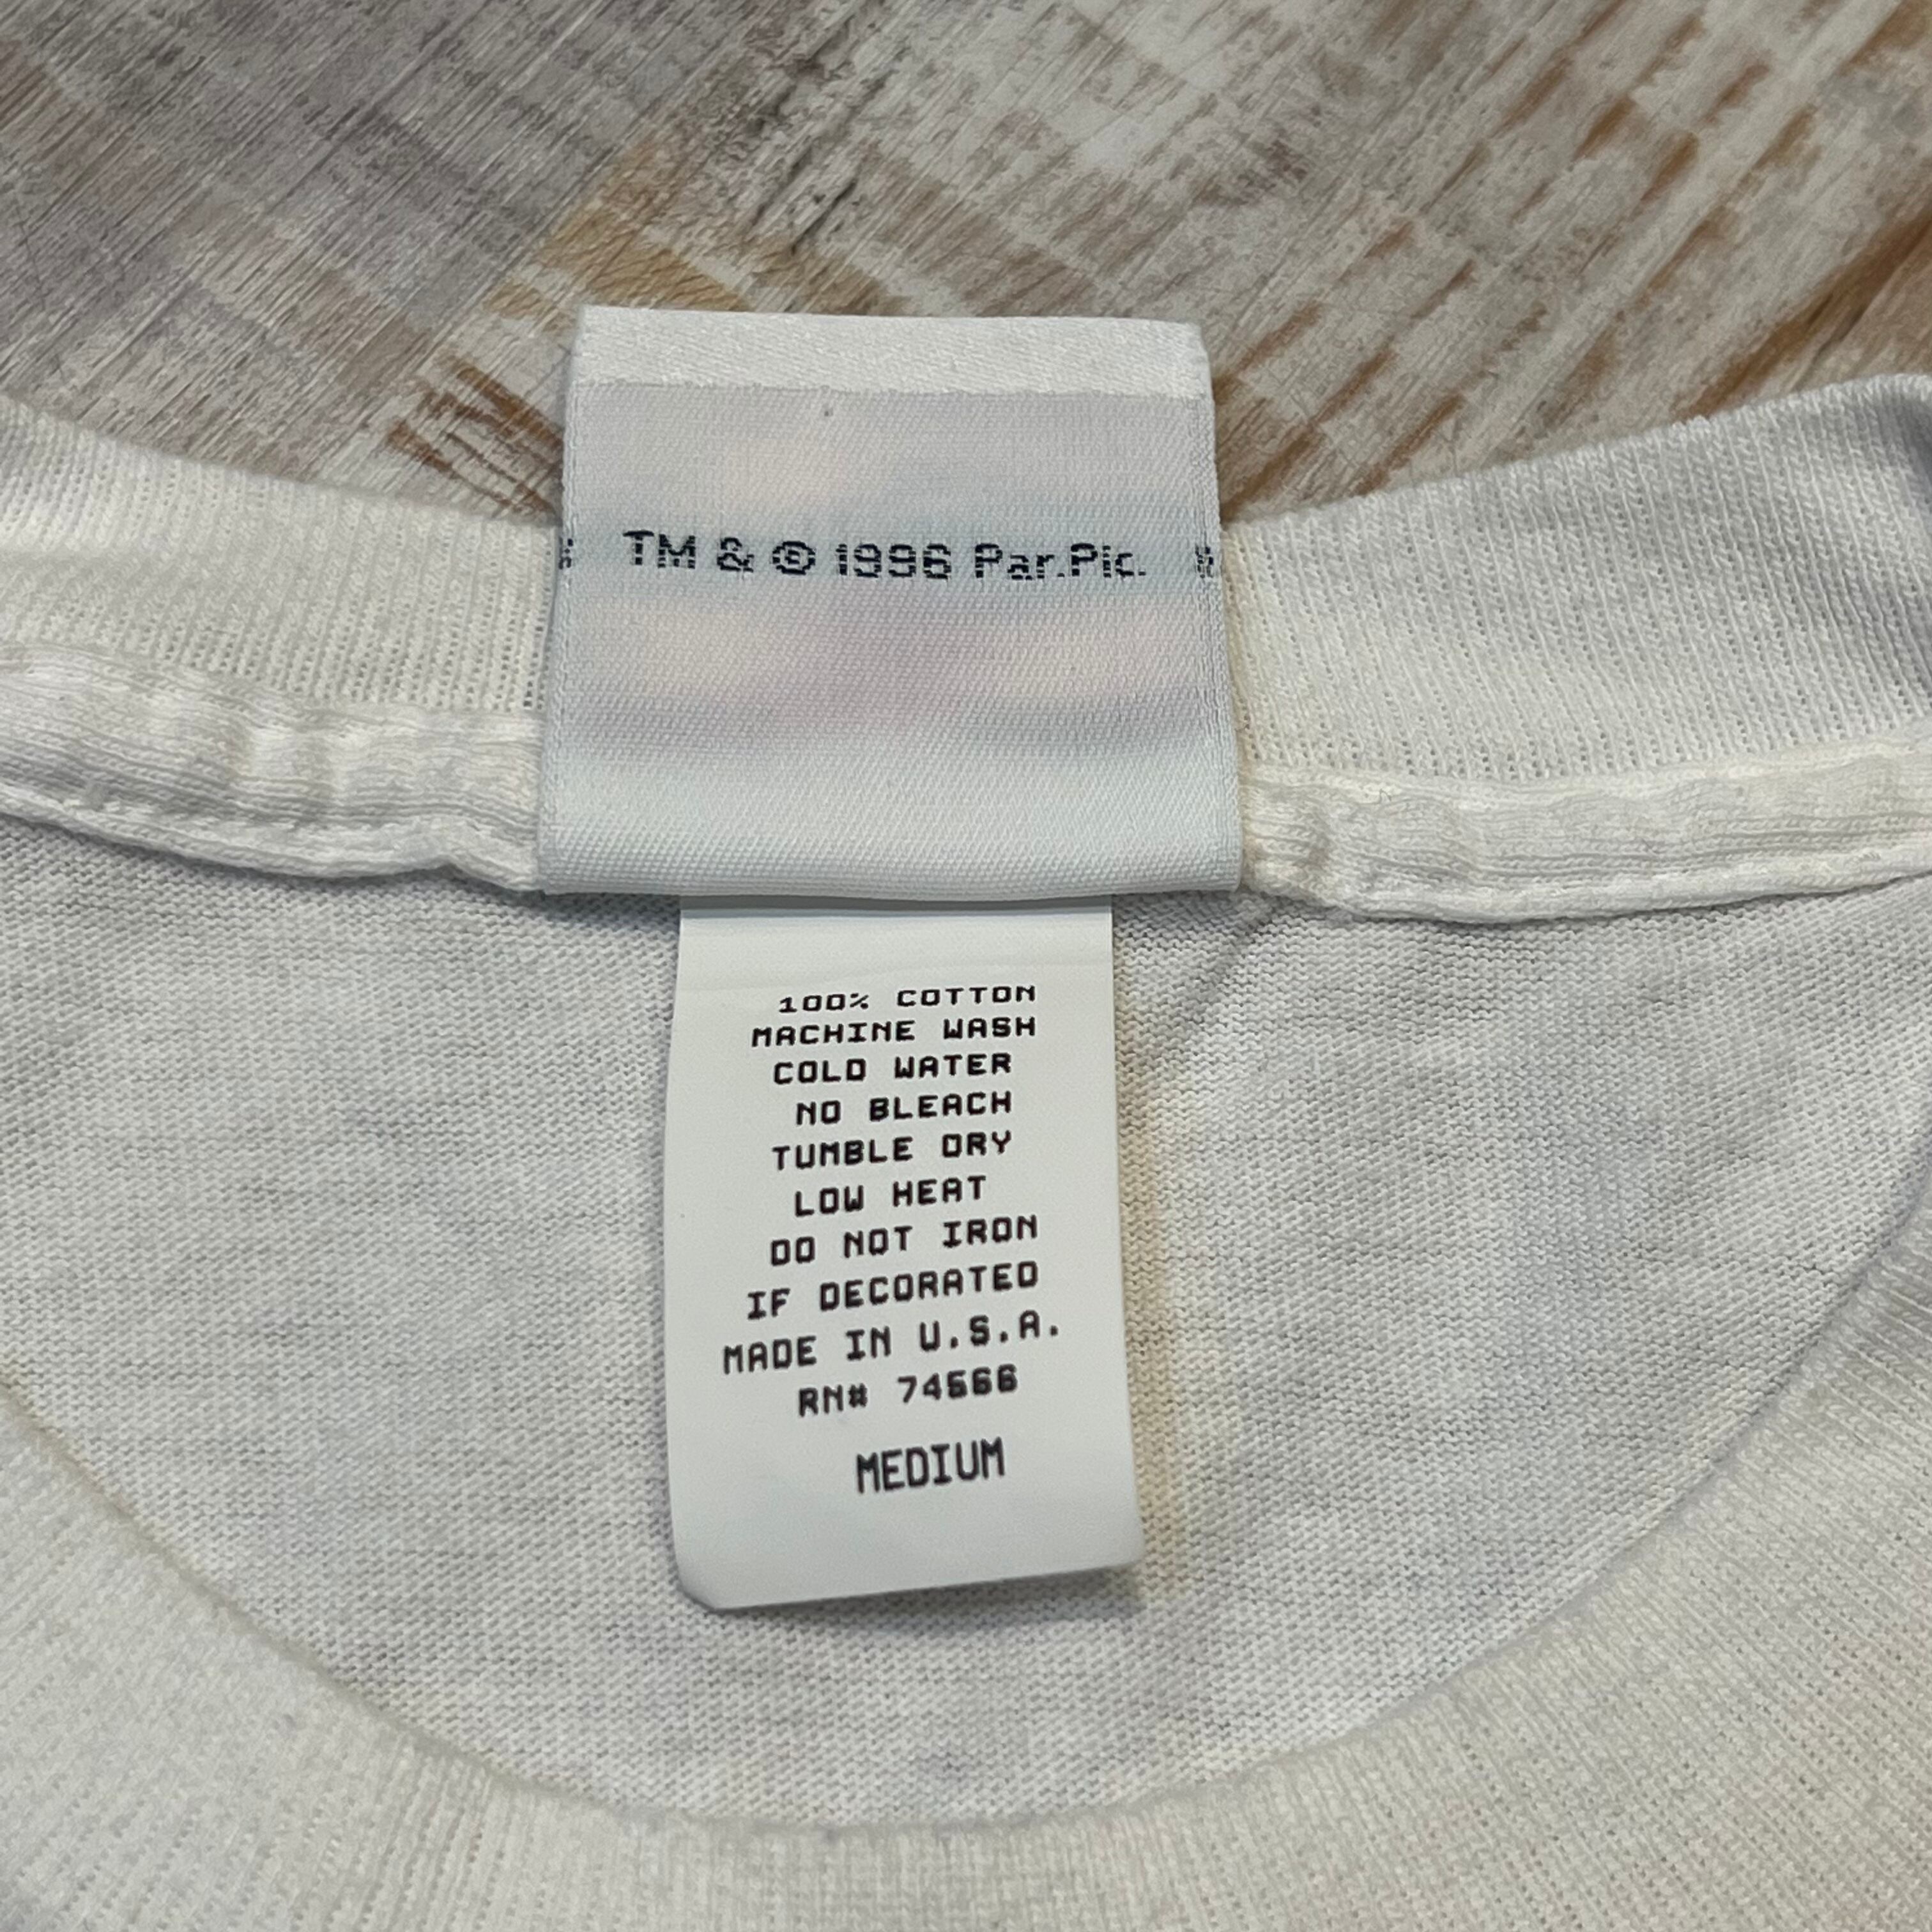 TM & © 1996 Par.Pic.
100% COTTON
MACHINE WASH
COLD WATER
NO BLEACH
TUMBLE DRY
LOW HEAT
DO NOT IRON
IF DECORATED
MADE IN U.S.A.
RN# 74566
MEDIUM